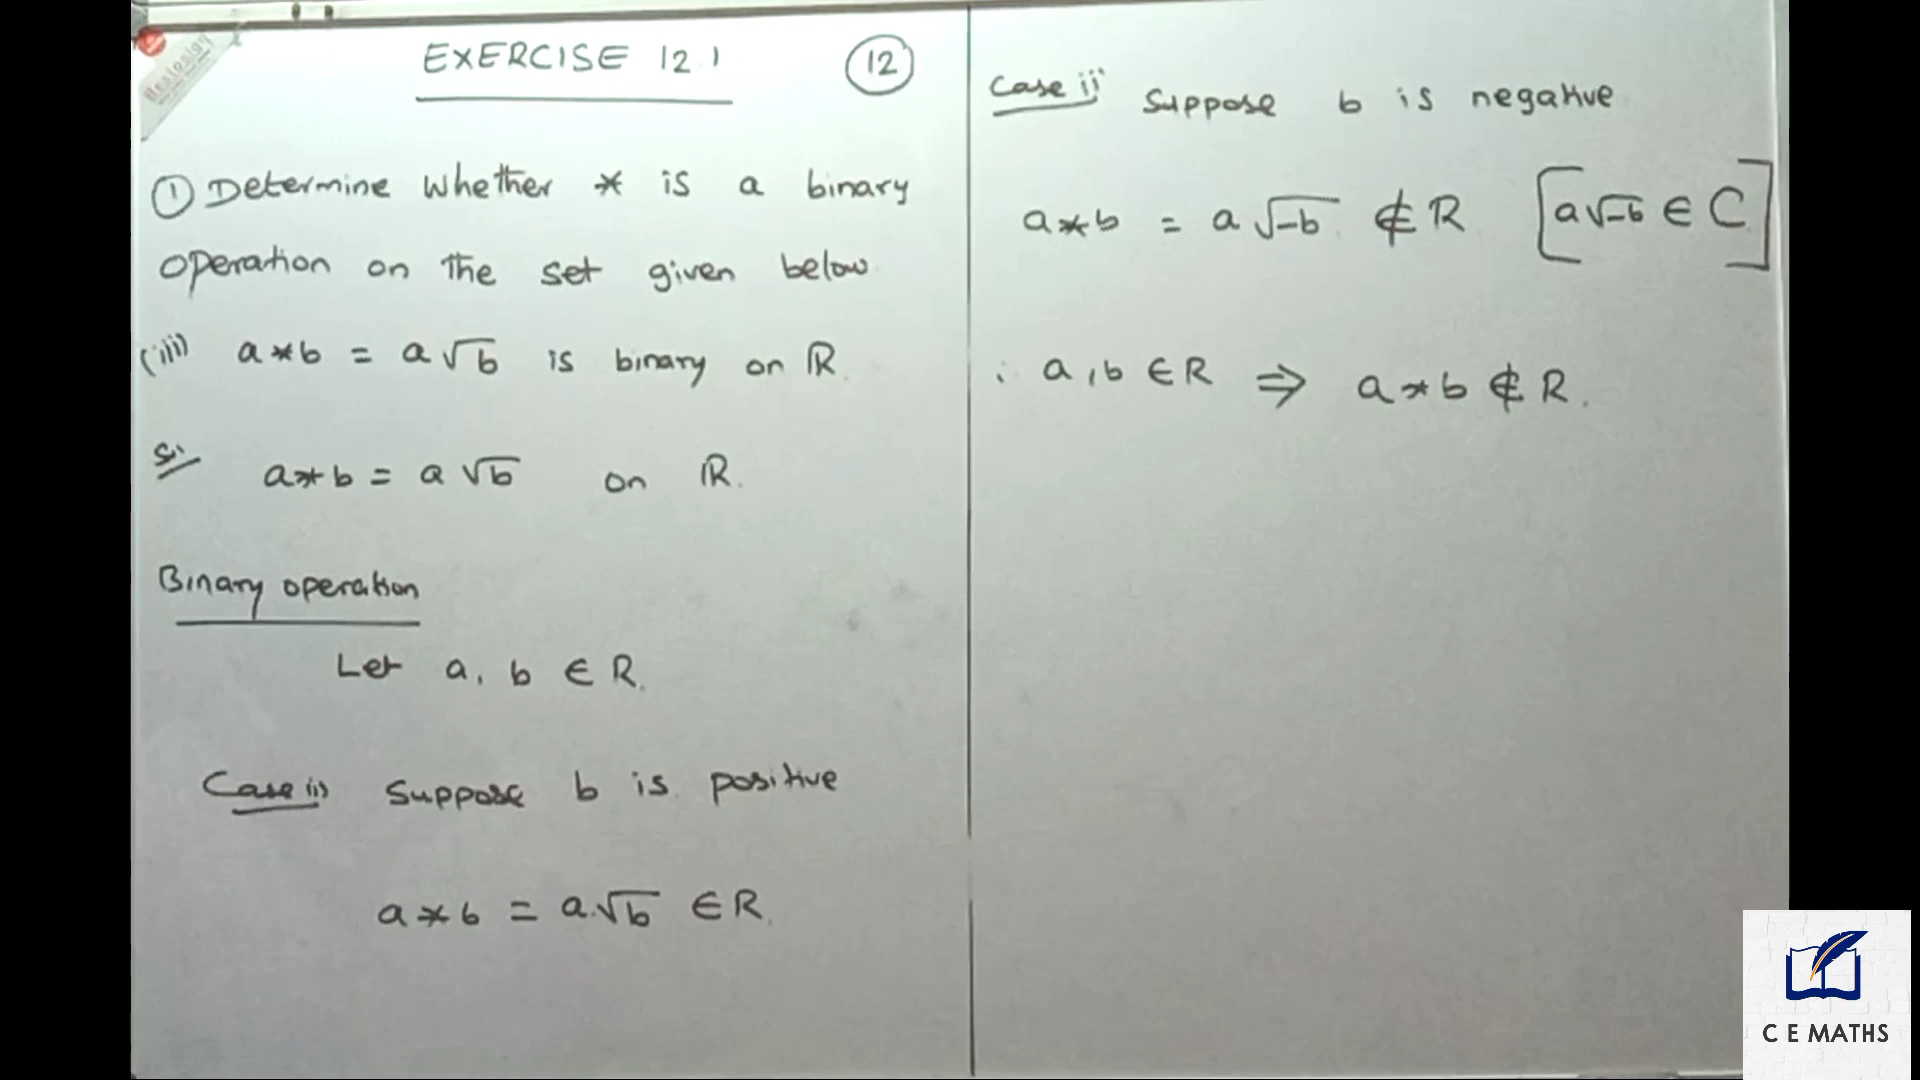 EXERCISE 12.1
12
① Determine whether * is a binary
operation on the set given below
(iii) a*b = a√b is binary on ℝ.
a*b = a√b on ℝ.
Binary operation
Let a, b ∈ R.
Case (i) Suppose b is positive
a*b = a.√b ∈ R.
Case ii) Suppose b is negative
a*b = a√-b ∉ R [a√-b ∈ C]
∴ a, b ∈ R ⇒ a*b ∉ R.
C E MATHS